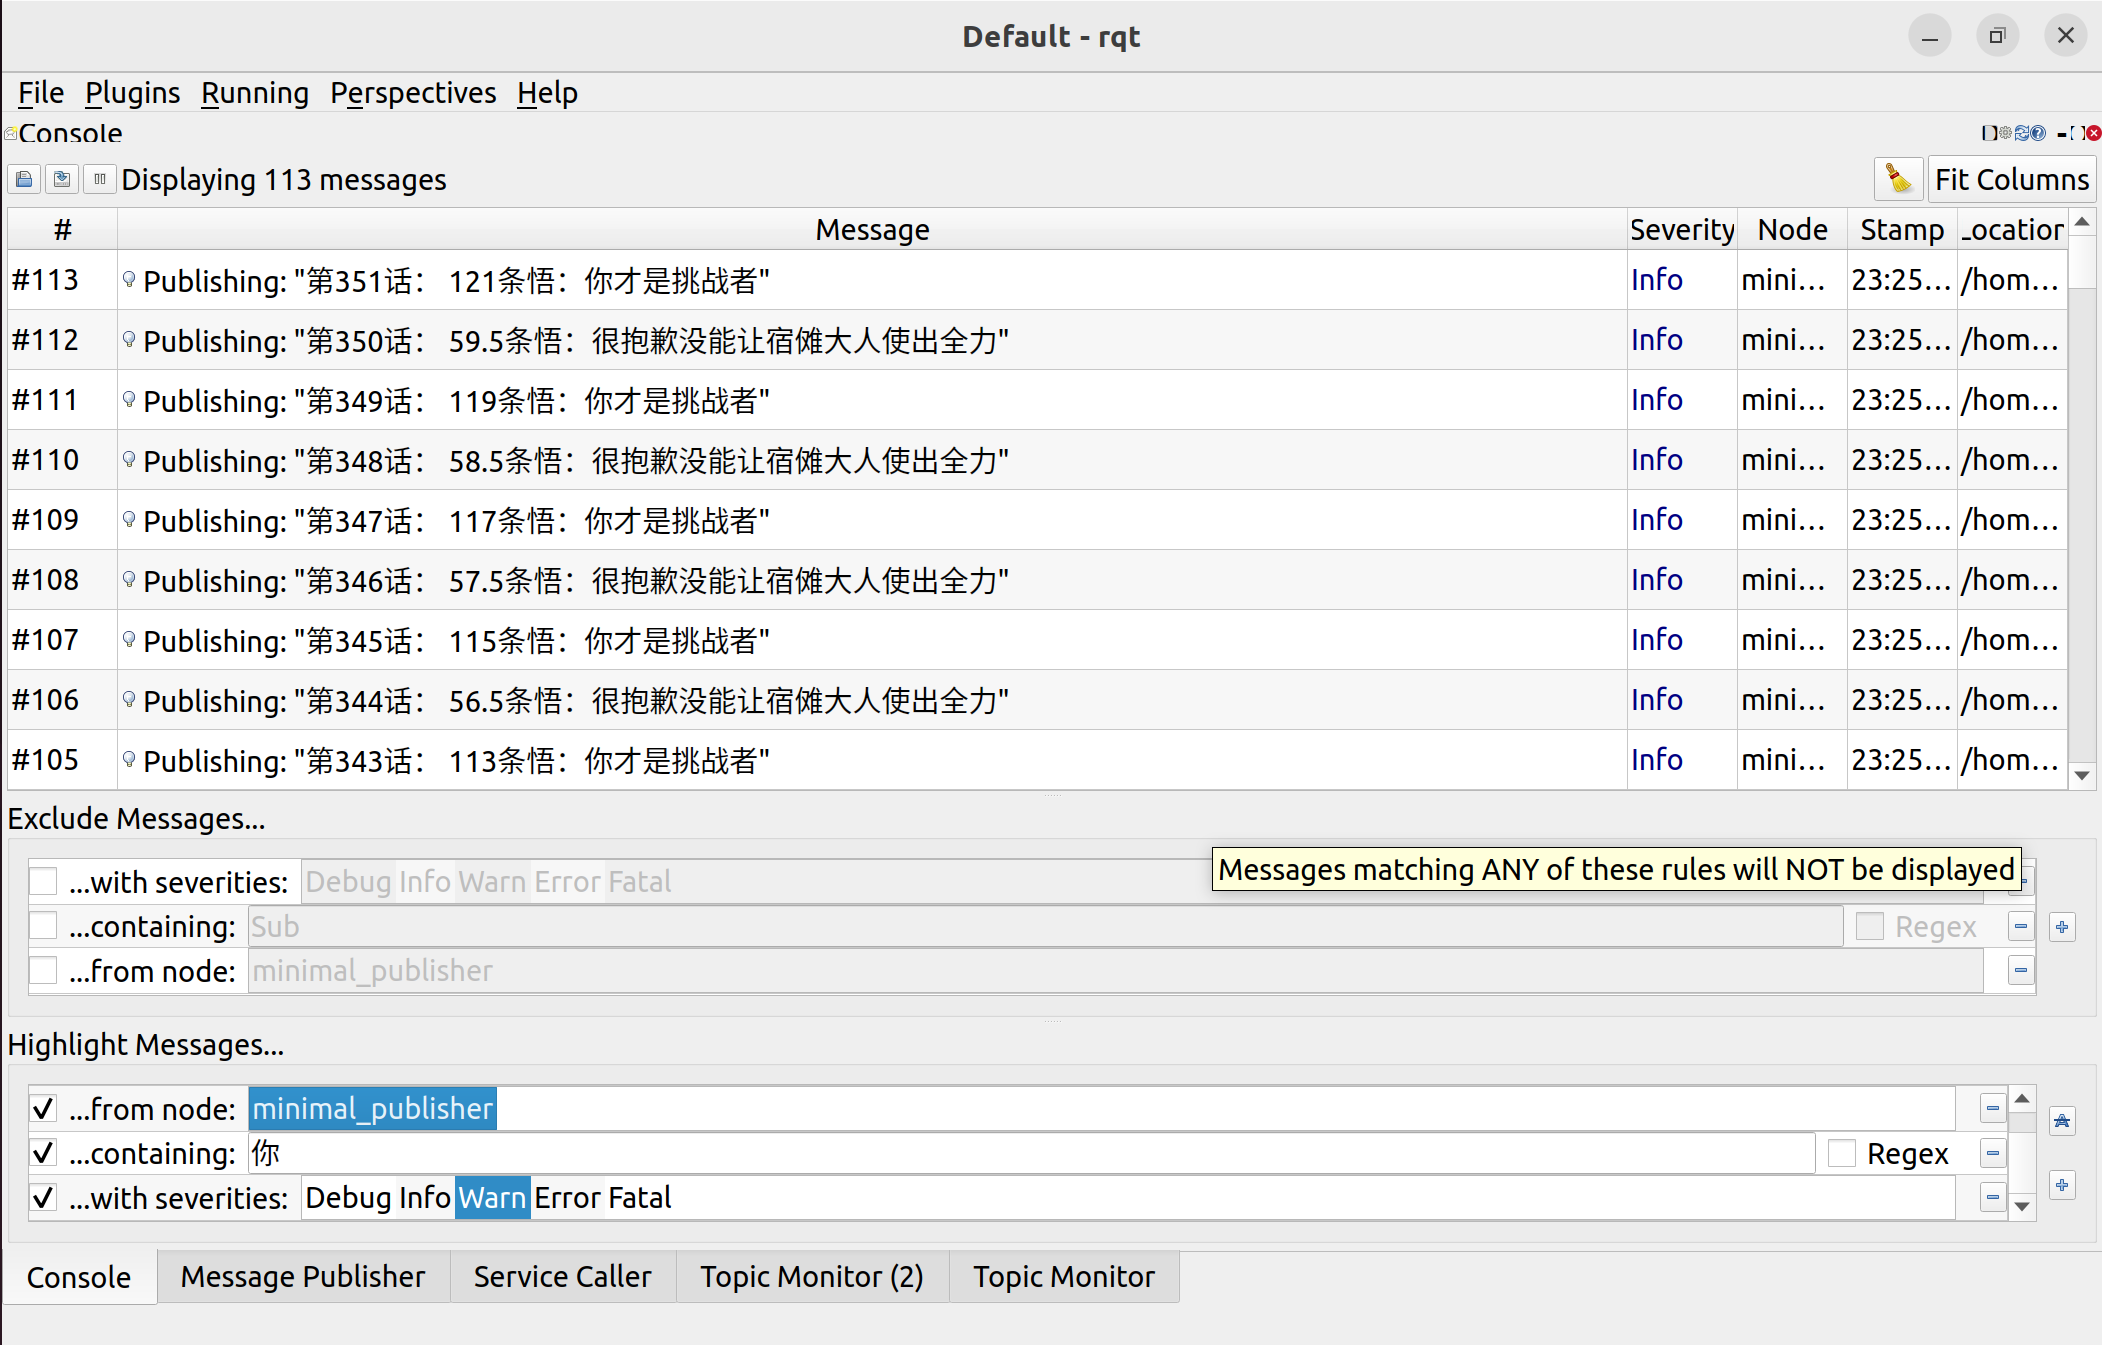 Default - rqt
File Plugins Running Perspectives Help
Console
Displaying 113 messages Fit Columns
# Message Severity Node Stamp Location
#113 Publishing: "第351话： 121条悟：你才是挑战者" Info mini... 23:25... /hom...
#112 Publishing: "第350话： 59.5条悟：很抱歉没能让宿傩大人使出全力" Info mini... 23:25... /hom...
#111 Publishing: "第349话： 119条悟：你才是挑战者" Info mini... 23:25... /hom...
#110 Publishing: "第348话： 58.5条悟：很抱歉没能让宿傩大人使出全力" Info mini... 23:25... /hom...
#109 Publishing: "第347话： 117条悟：你才是挑战者" Info mini... 23:25... /hom...
#108 Publishing: "第346话： 57.5条悟：很抱歉没能让宿傩大人使出全力" Info mini... 23:25... /hom...
#107 Publishing: "第345话： 115条悟：你才是挑战者" Info mini... 23:25... /hom...
#106 Publishing: "第344话： 56.5条悟：很抱歉没能让宿傩大人使出全力" Info mini... 23:25... /hom...
#105 Publishing: "第343话： 113条悟：你才是挑战者" Info mini... 23:25... /hom...
Exclude Messages...
...with severities: Debug Info Warn Error Fatal
Messages matching ANY of these rules will NOT be displayed
...containing: Sub Regex
...from node: minimal_publisher
Highlight Messages...
...from node: minimal_publisher
...containing: 你 Regex
...with severities: Debug Info Warn Error Fatal
Console Message Publisher Service Caller Topic Monitor (2) Topic Monitor